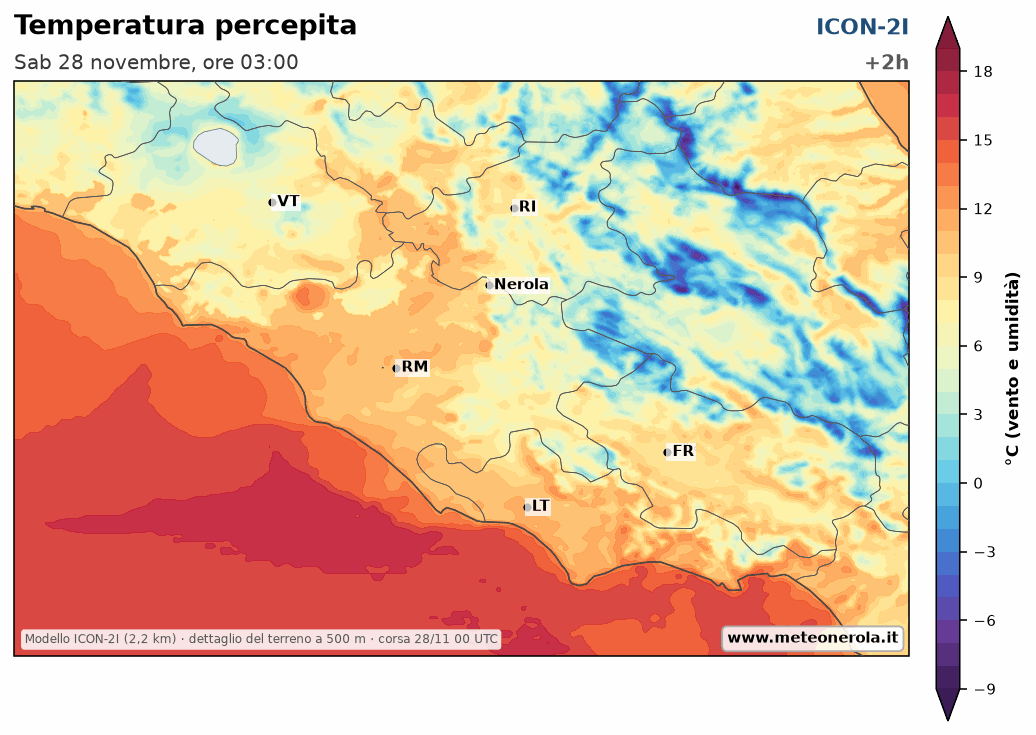 Temperatura percepita
ICON-2I
Sab 28 novembre, ore 03:00
+2h
VT
RI
Nerola
RM
FR
LT
Modello ICON-2I (2,2 km) · dettaglio del terreno a 500 m · corsa 28/11 00 UTC
www.meteonerola.it
18
15
12
9
6
3
0
−3
−6
−9
°C (vento e umidità)